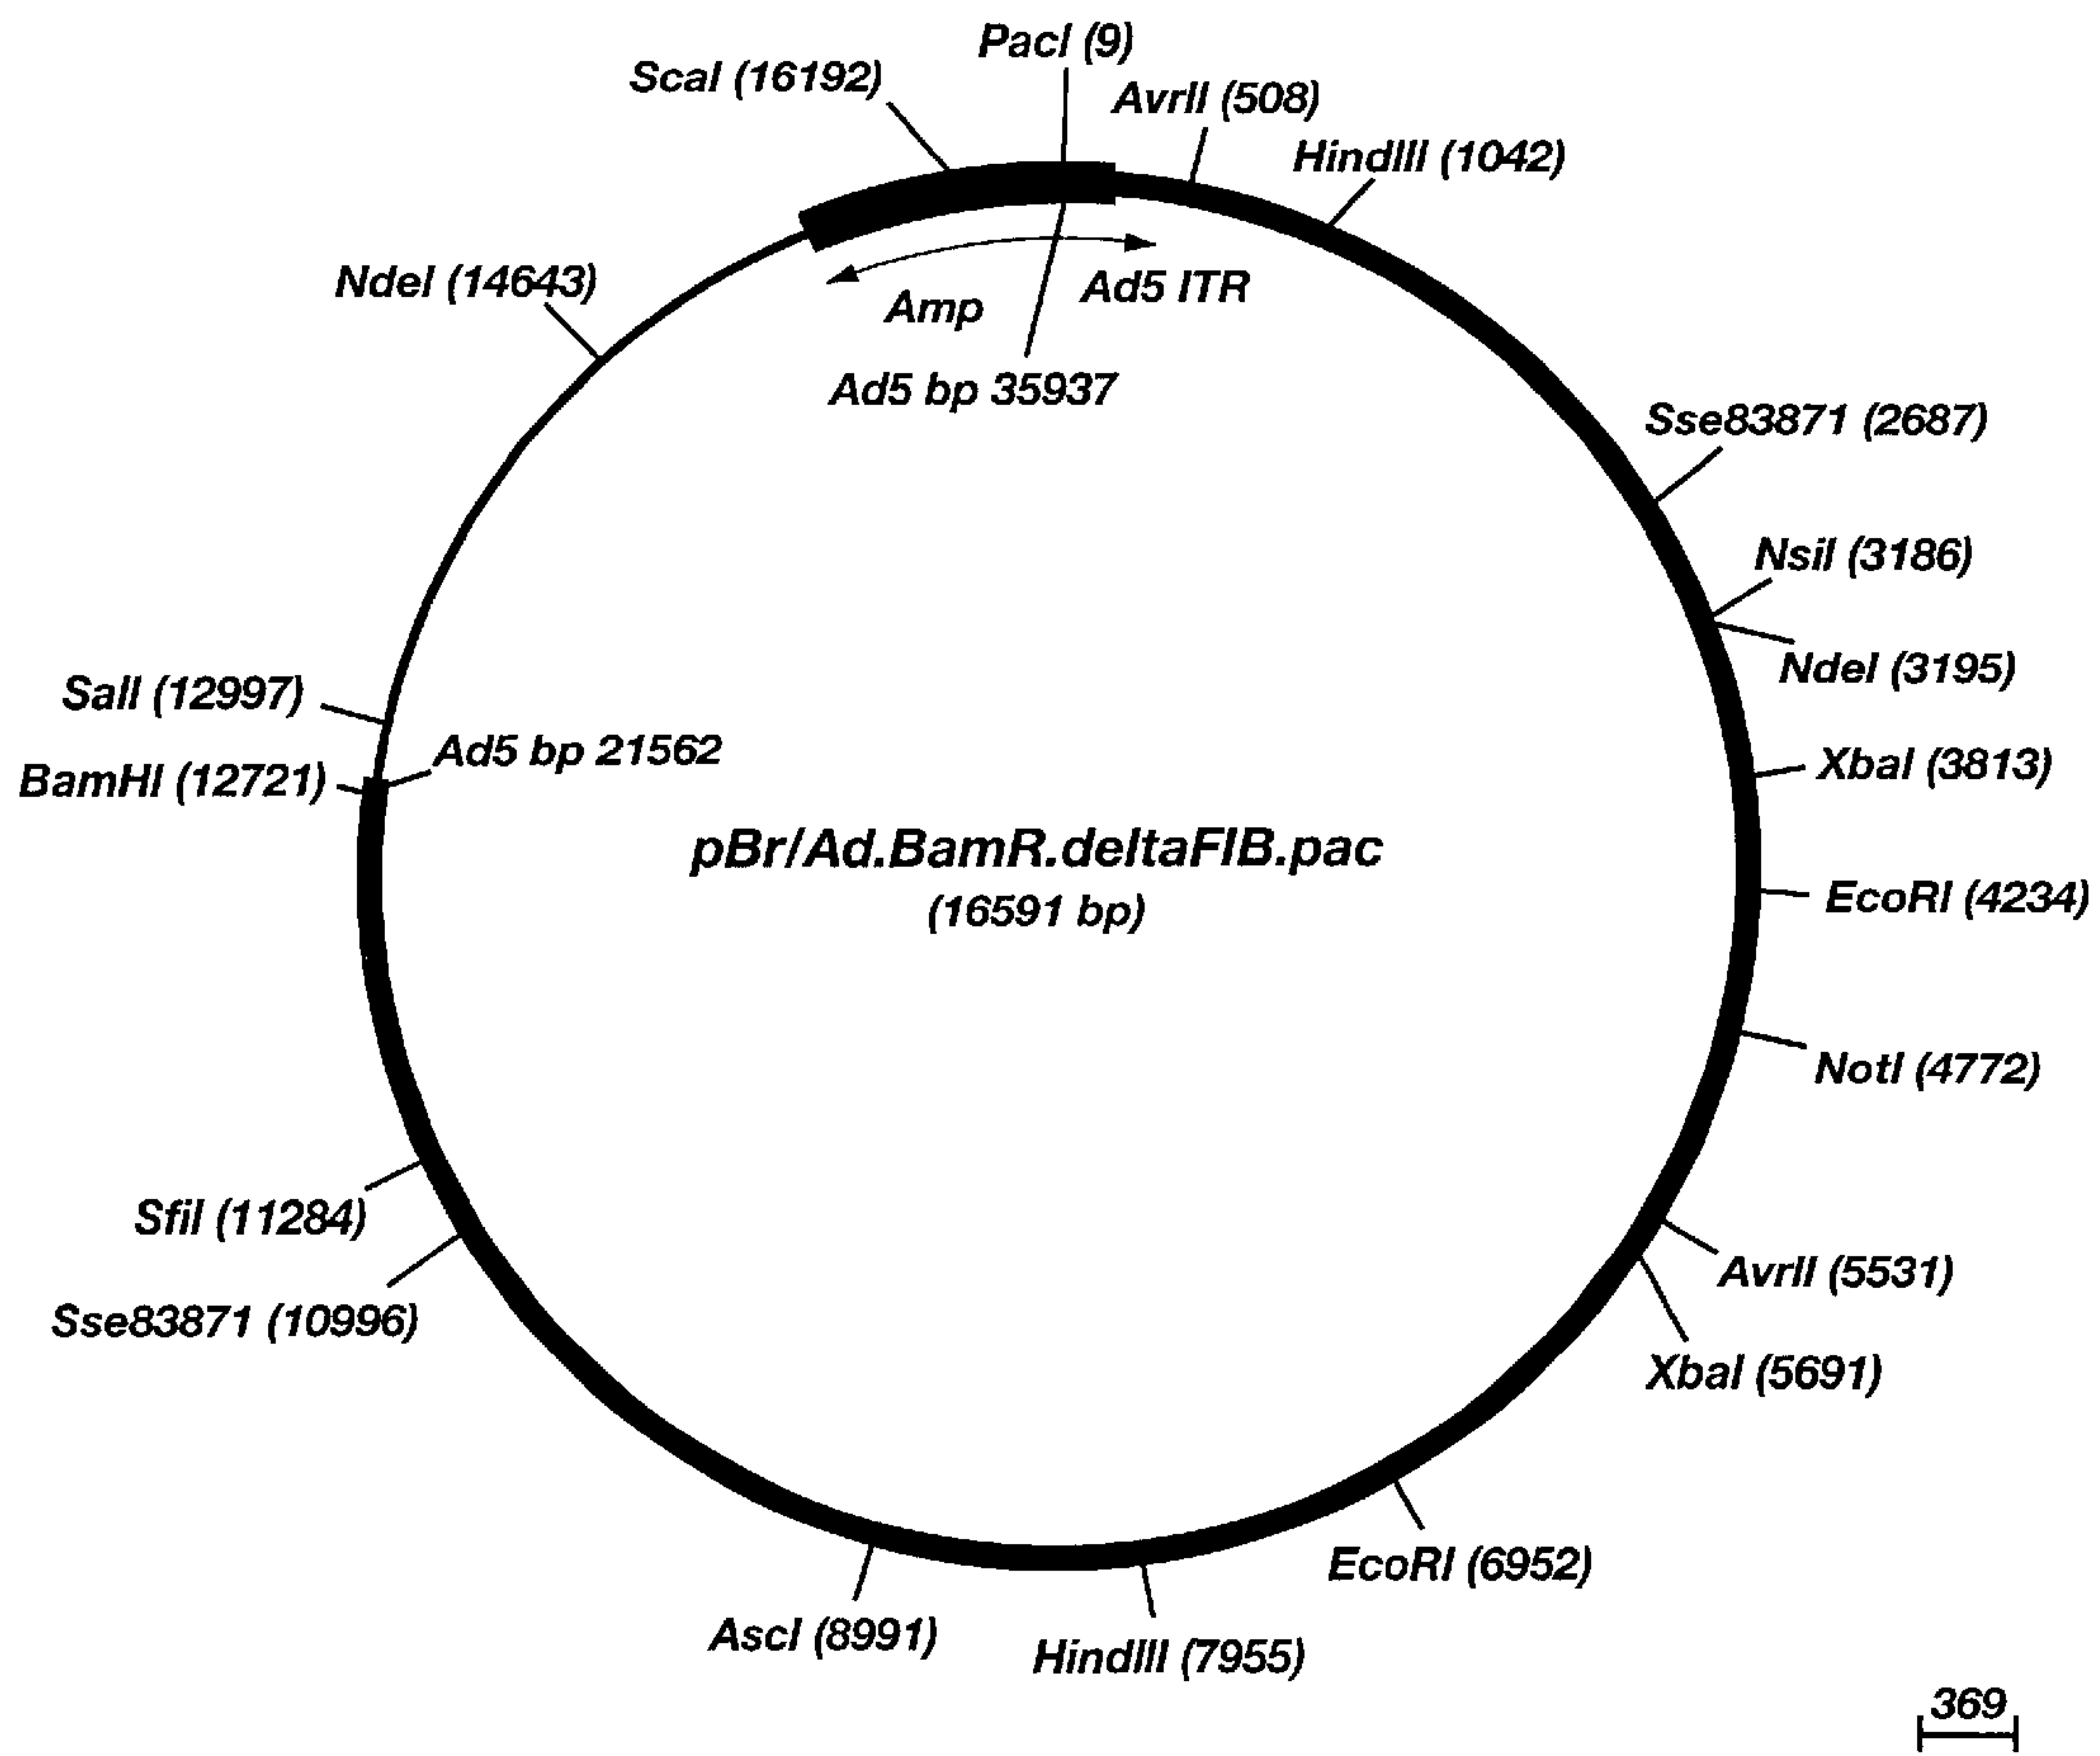 PacI (9)
ScaI (16192)
AvrII (508)
HindIII (1042)
NdeI (14643)
Ad5 ITR
Amp
Ad5 bp 35937
Sse83871 (2687)
NsiI (3186)
NdeI (3195)
SalI (12997)
Ad5 bp 21562
BamHI (12721)
XbaI (3813)
pBr/Ad.BamR.deltaFIB.pac
(16591 bp)
EcoRI (4234)
NotI (4772)
SfiI (11284)
AvrII (5531)
Sse83871 (10996)
XbaI (5691)
EcoRI (6952)
AscI (8991)
HindIII (7955)
369